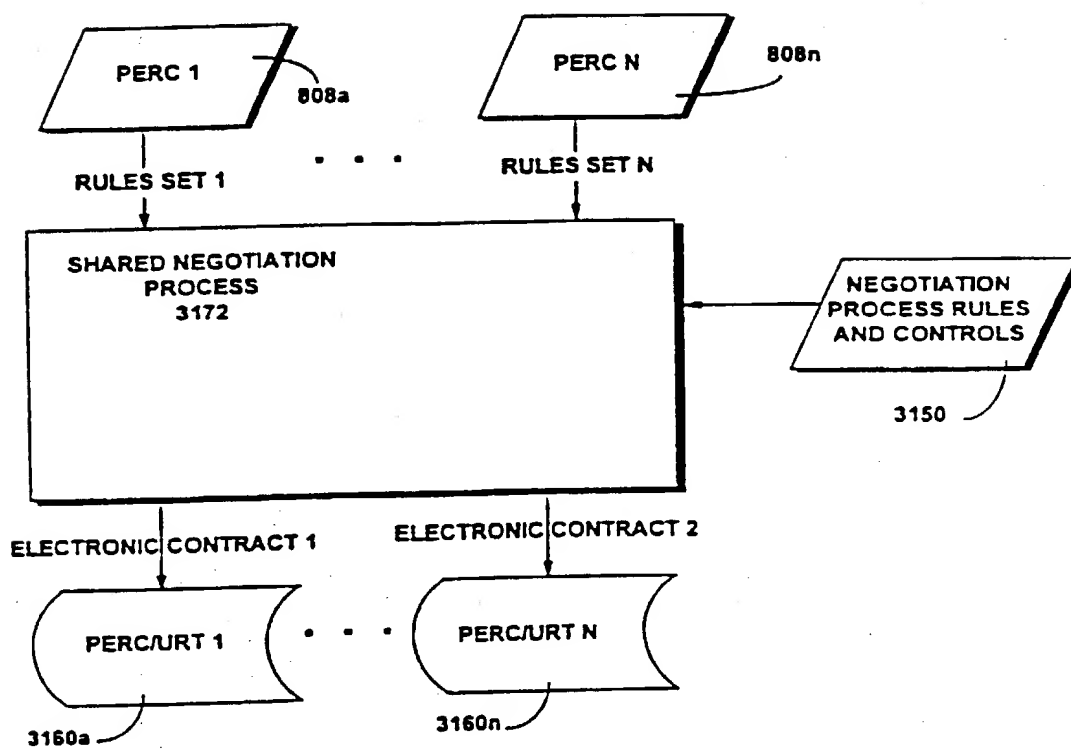 PERC 1
808a
PERC N
808n
RULES SET 1
RULES SET N
SHARED NEGOTIATION
PROCESS
3172
NEGOTIATION
PROCESS RULES
AND CONTROLS
3150
ELECTRONIC CONTRACT 1
ELECTRONIC CONTRACT 2
PERC/URT 1
PERC/URT N
3160a
3160n